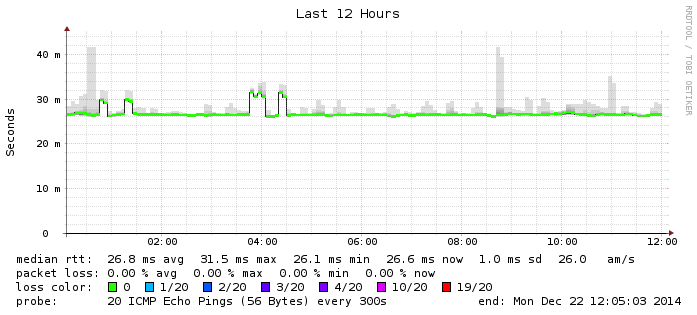 Last 12 Hours
RRDTOOL / TOBI OETIKER
Seconds
40 m
30 m
20 m
10 m
0
02:00 04:00 06:00 08:00 10:00 12:00
median rtt: 26.8 ms avg 31.5 ms max 26.1 ms min 26.6 ms now 1.0 ms sd 26.0 am/s
packet loss: 0.00 % avg 0.00 % max 0.00 % min 0.00 % now
loss color: 0 1/20 2/20 3/20 4/20 10/20 19/20
probe: 20 ICMP Echo Pings (56 Bytes) every 300s end: Mon Dec 22 12:05:03 2014